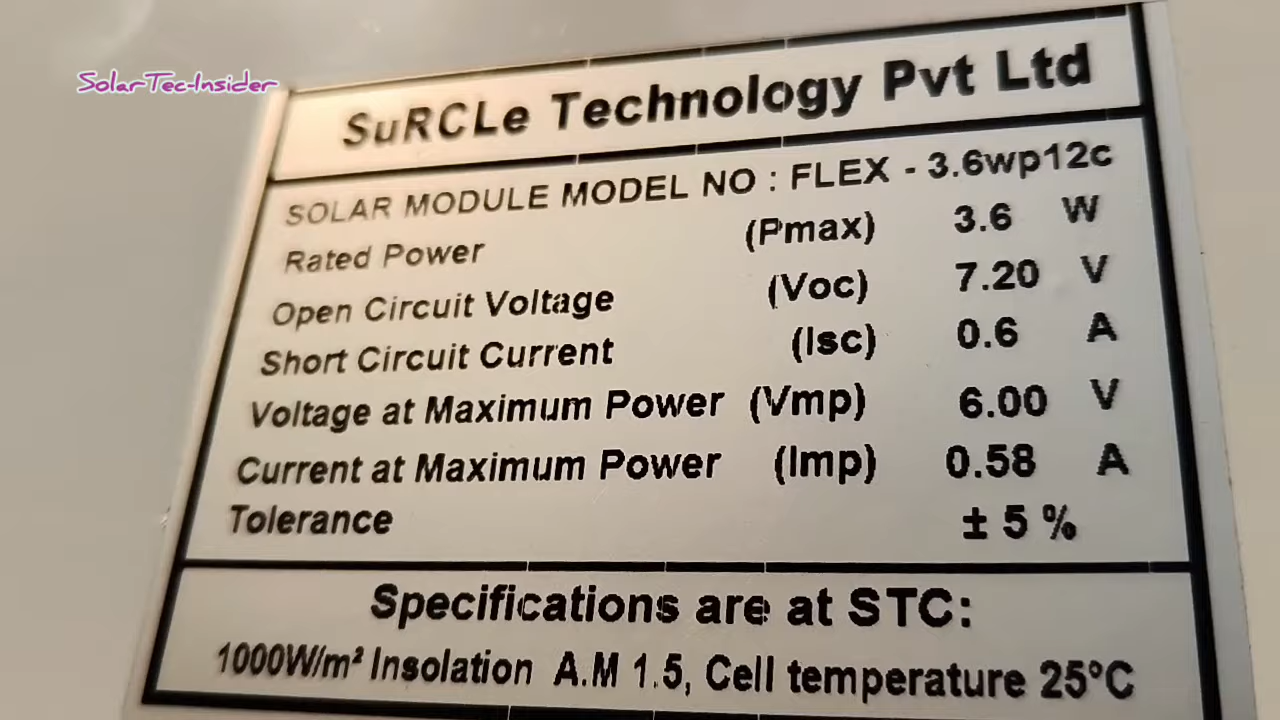 SolarTec-Insider
SuRCLe Technology Pvt Ltd
SOLAR MODULE MODEL NO : FLEX - 3.6wp12c
Rated Power (Pmax) 3.6 W
Open Circuit Voltage (Voc) 7.20 V
Short Circuit Current (Isc) 0.6 A
Voltage at Maximum Power (Vmp) 6.00 V
Current at Maximum Power (Imp) 0.58 A
Tolerance ± 5 %
Specifications are at STC:
1000W/m² Insolation A.M 1.5, Cell temperature 25°C